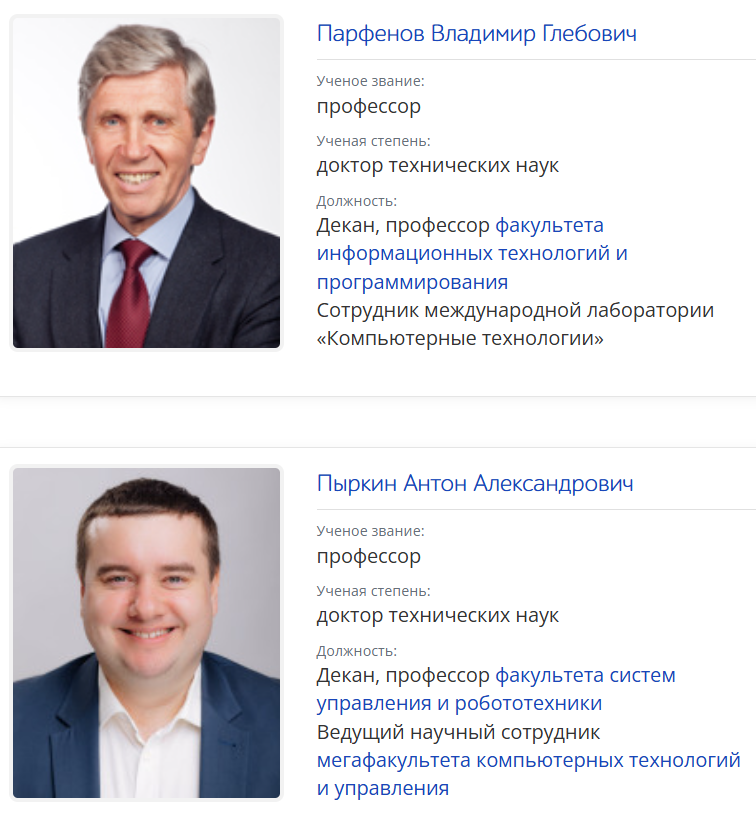 Парфенов Владимир Глебович
Ученое звание:
профессор
Ученая степень:
доктор технических наук
Должность:
Декан, профессор факультета
информационных технологий и
программирования
Сотрудник международной лаборатории
«Компьютерные технологии»
Пыркин Антон Александрович
Ученое звание:
профессор
Ученая степень:
доктор технических наук
Должность:
Декан, профессор факультета систем
управления и робототехники
Ведущий научный сотрудник
мегафакультета компьютерных технологий
и управления